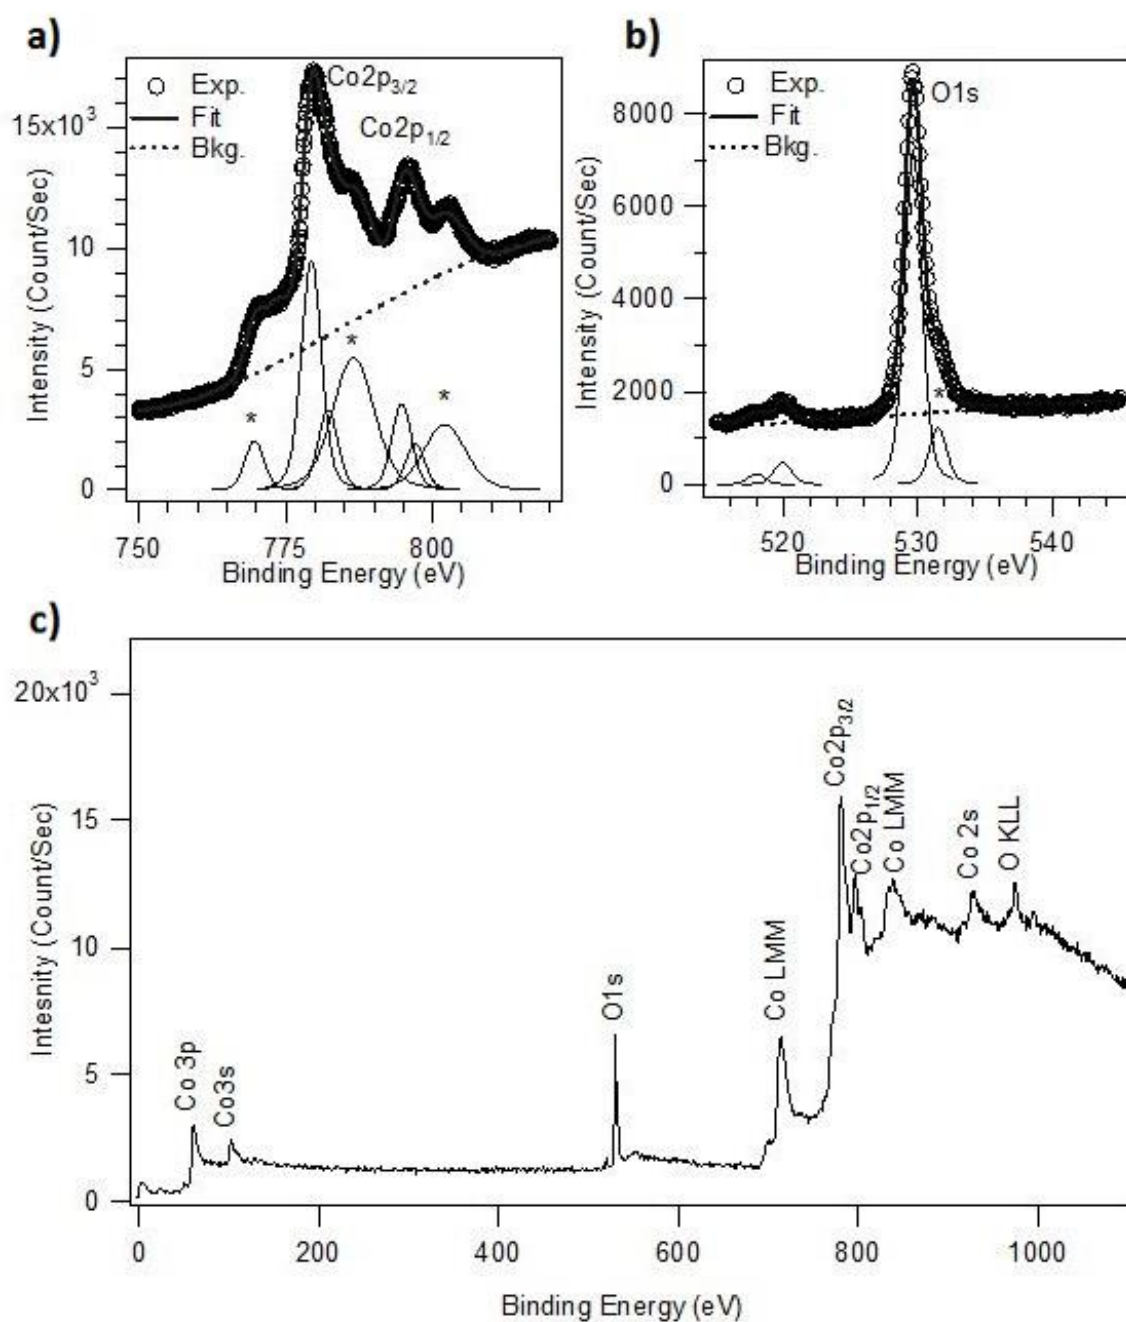 a)
Exp.
Fit
Bkg.
Co2p3/2
Co2p1/2
15x10³
10
5
0
*
*
*
750
775
800
Intensity (Count/Sec)
Binding Energy (eV)
b)
Exp.
Fit
Bkg.
O1s
8000
6000
4000
2000
0
*
520
530
540
Intensity (Count/Sec)
Binding Energy (eV)
c)
20x10³
15
10
5
0
Co 3p
Co3s
O1s
Co LMM
Co2p3/2
Co2p1/2
Co LMM
Co 2s
O KLL
0
200
400
600
800
1000
Intesnity (Count/Sec)
Binding Energy (eV)